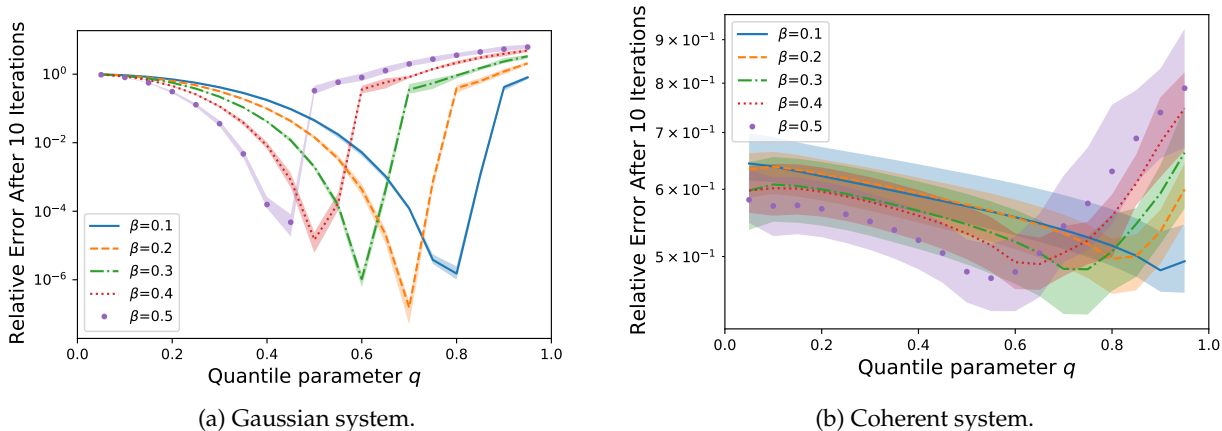 Relative Error After 10 Iterations
10^0
10^-2
10^-4
10^-6
β=0.1
β=0.2
β=0.3
β=0.4
β=0.5
0.0 0.2 0.4 0.6 0.8 1.0
Quantile parameter q
(a) Gaussian system.
Relative Error After 10 Iterations
9 × 10^-1
8 × 10^-1
7 × 10^-1
6 × 10^-1
5 × 10^-1
β=0.1
β=0.2
β=0.3
β=0.4
β=0.5
0.0 0.2 0.4 0.6 0.8 1.0
Quantile parameter q
(b) Coherent system.